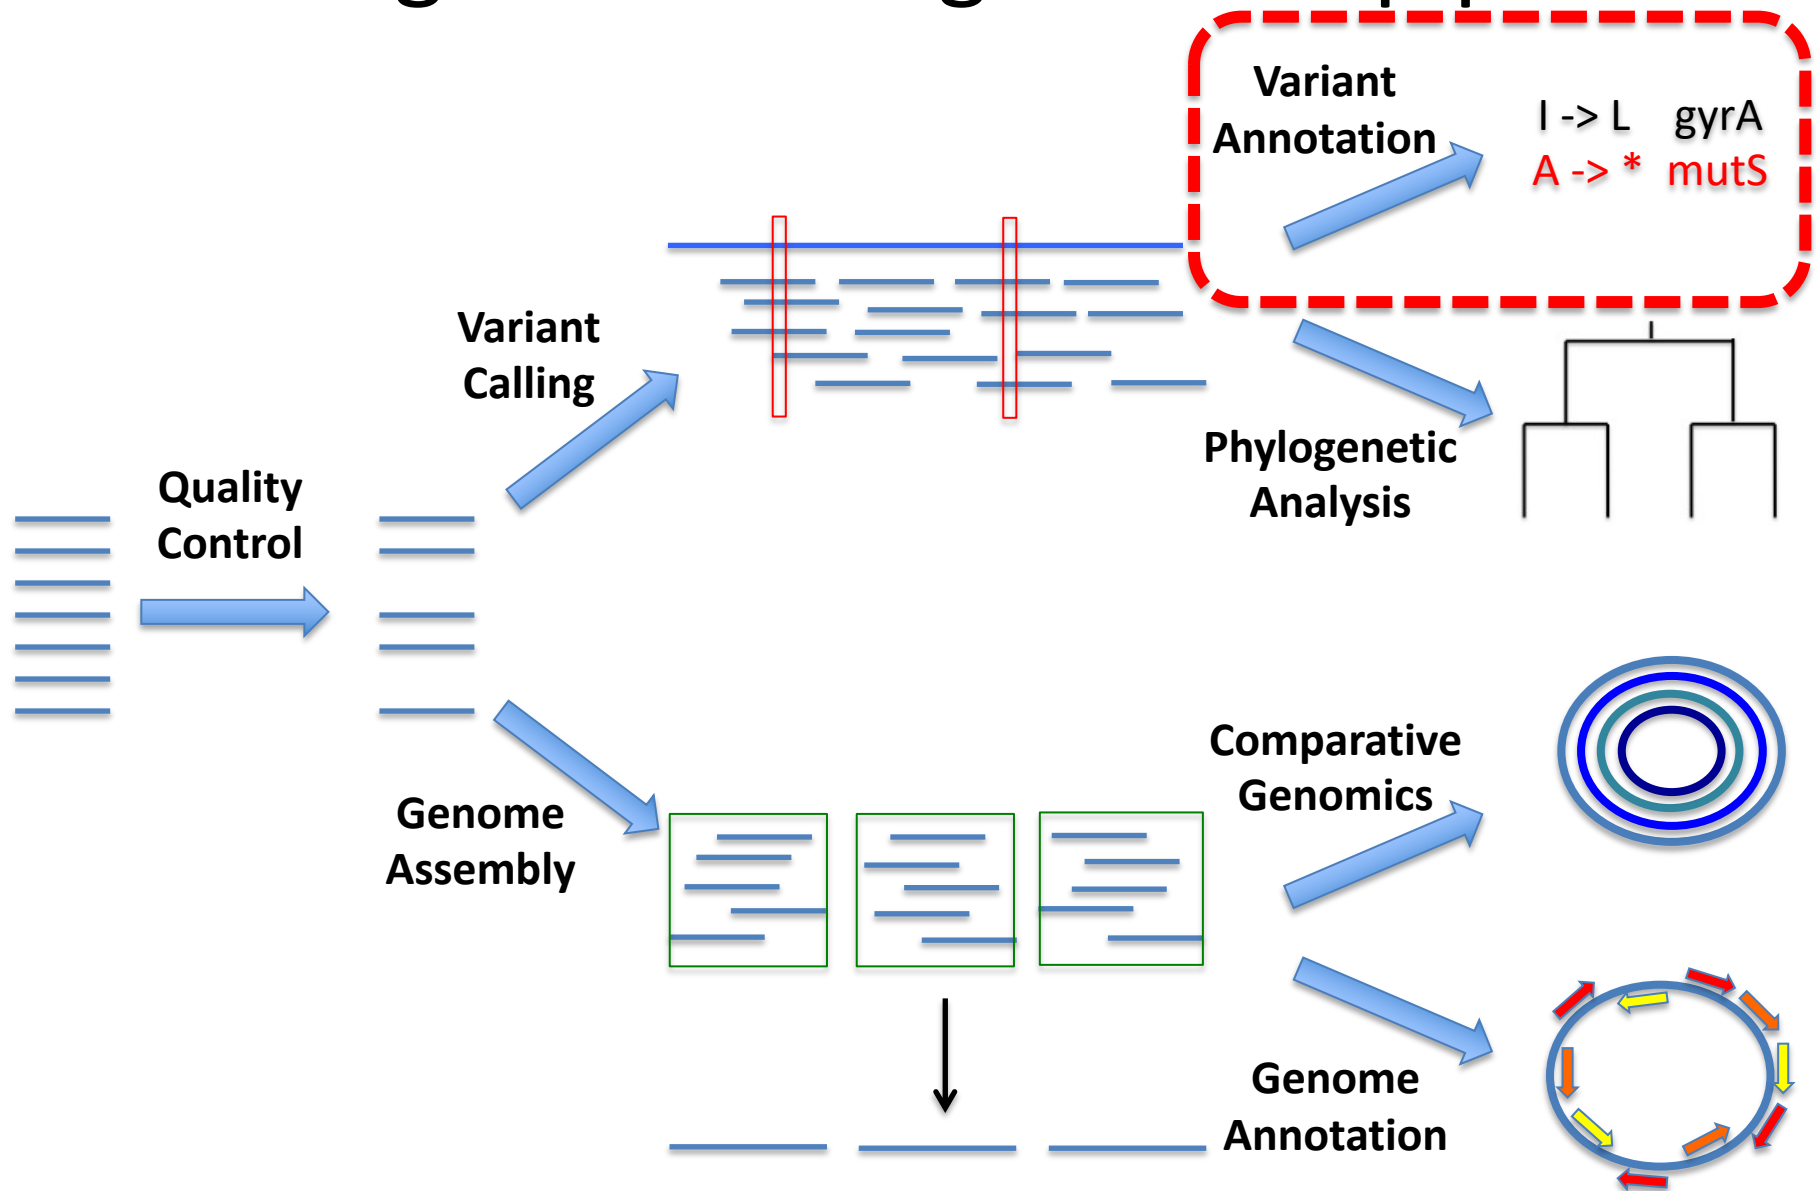 Variant
Annotation
I -> L gyrA
A -> * mutS
Variant
Calling
Quality
Control
Phylogenetic
Analysis
Comparative
Genomics
Genome
Assembly
Genome
Annotation